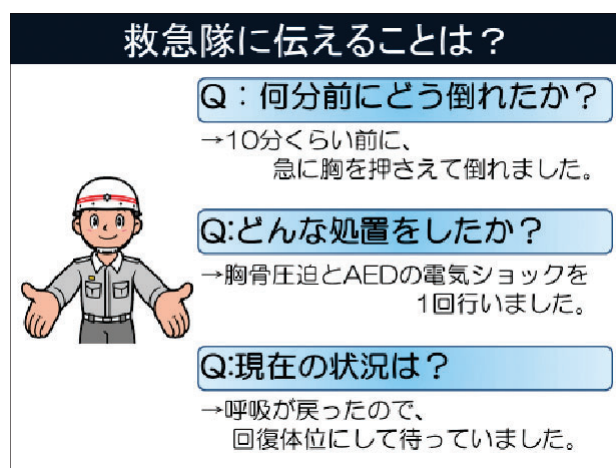 救急隊に伝えることは？
Q：何分前にどう倒れたか？
→10分くらい前に、
急に胸を押さえて倒れました。
Q:どんな処置をしたか？
→胸骨圧迫とAEDの電気ショックを
1回行いました。
Q:現在の状況は？
→呼吸が戻ったので、
回復体位にして待っていました。